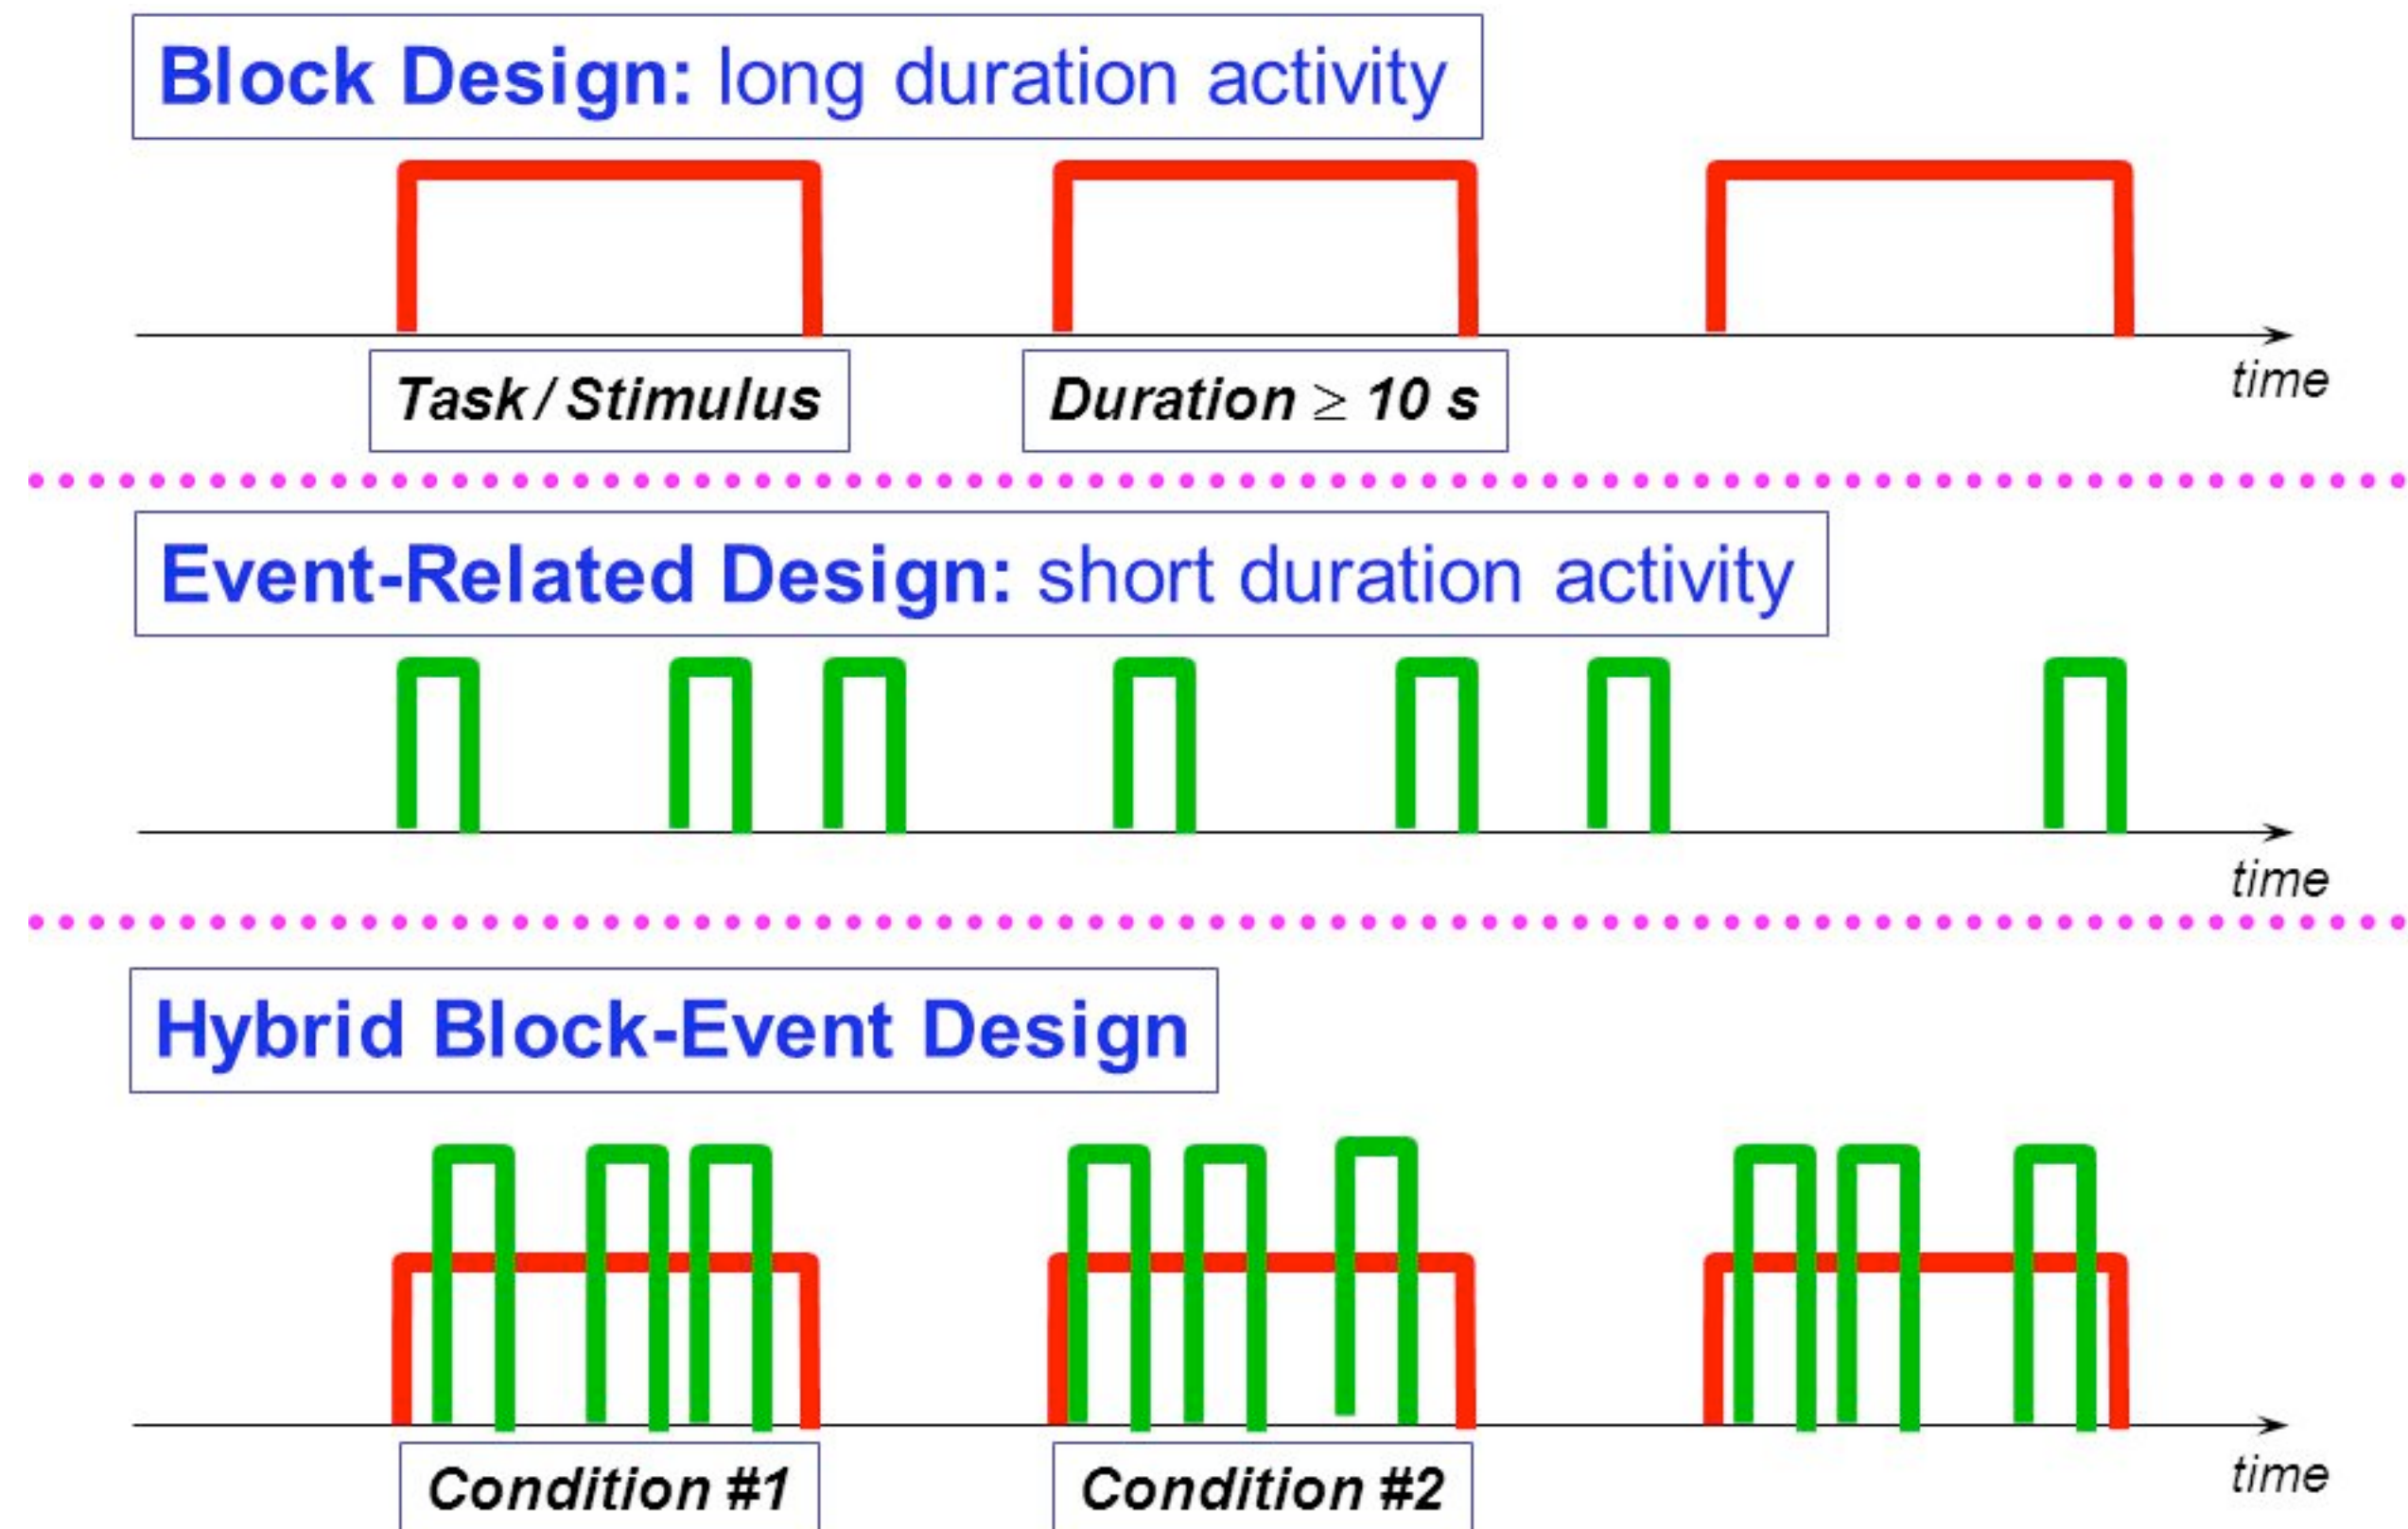 Block Design: long duration activity
time
Task / Stimulus
Duration ≥ 10 s
Event-Related Design: short duration activity
time
Hybrid Block-Event Design
Condition #1
Condition #2
time